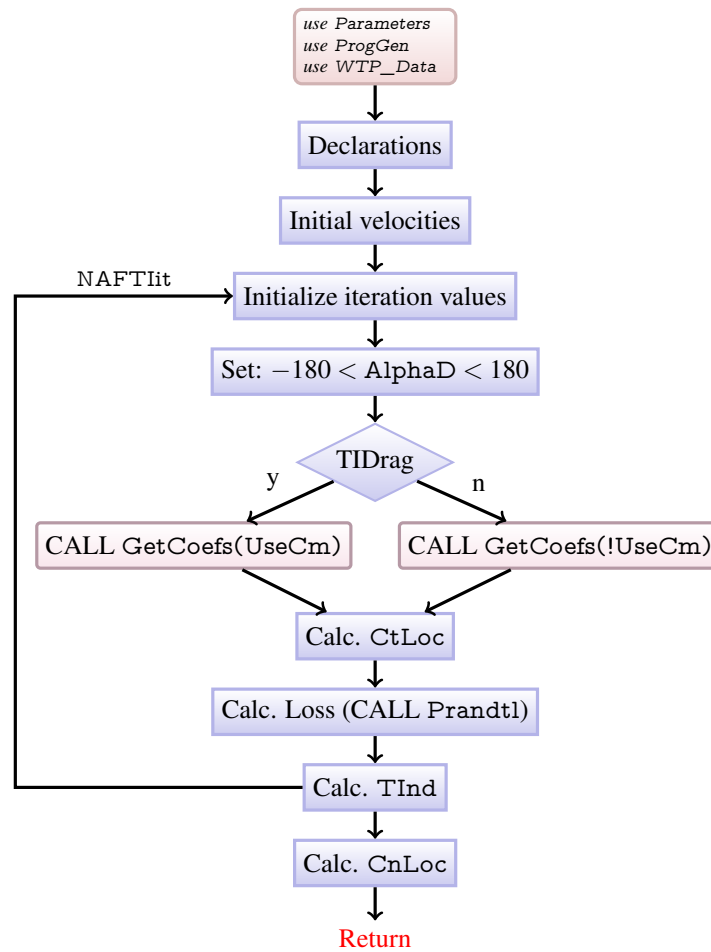 use Parameters
use ProgGen
use WTP_Data
Declarations
Initial velocities
NAFTIit
Initialize iteration values
Set: −180 < AlphaD < 180
TIDrag
y
n
CALL GetCoefs(UseCm)
CALL GetCoefs(!UseCm)
Calc. CtLoc
Calc. Loss (CALL Prandtl)
Calc. TInd
Calc. CnLoc
Return